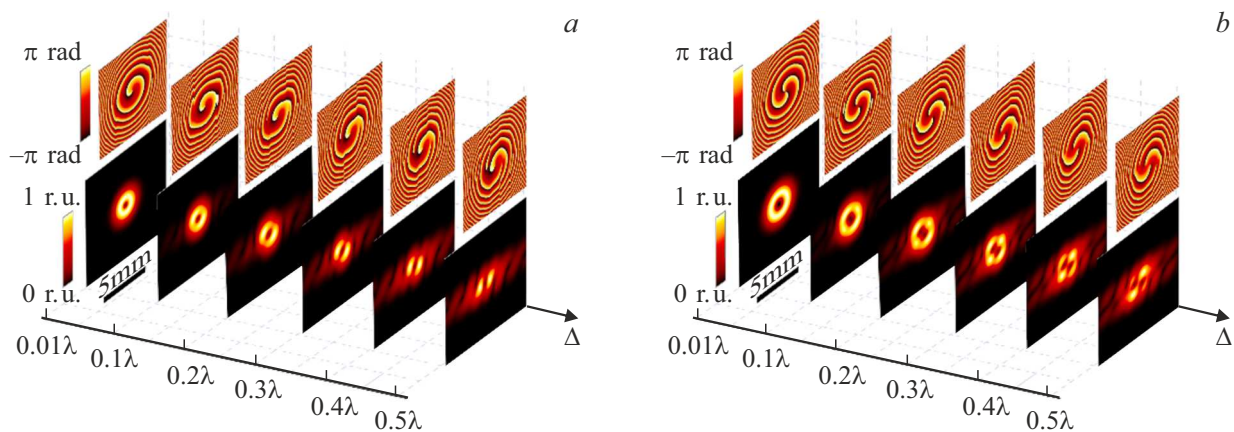 a
π rad
−π rad
1 r.u.
0 r.u.
5mm
Δ
0.01λ
0.1λ
0.2λ
0.3λ
0.4λ
0.5λ
b
π rad
−π rad
1 r.u.
0 r.u.
5mm
Δ
0.01λ
0.1λ
0.2λ
0.3λ
0.4λ
0.5λ